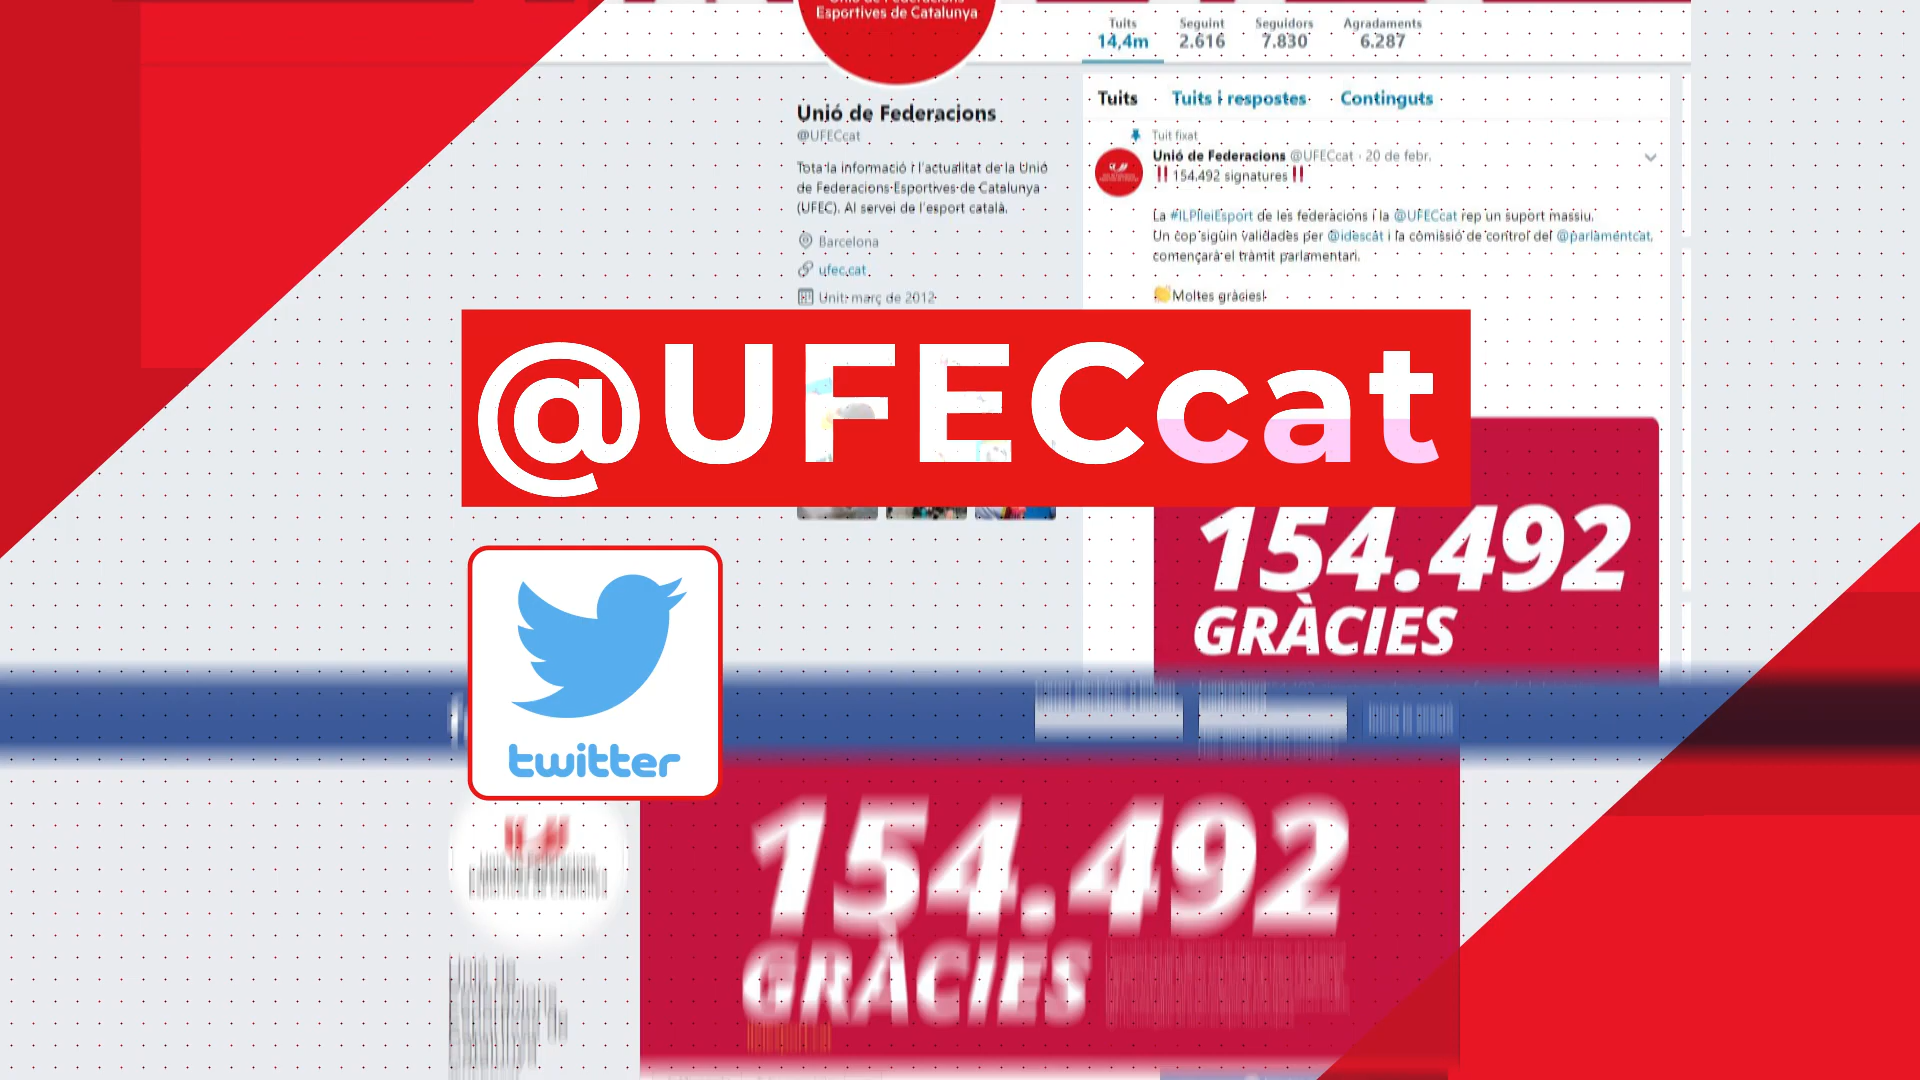 Esportives de Catalunya
Tuits
14,4m
Seguint
2.616
Seguidors
7.830
Agradaments
6.287
Unió de Federacions
@UFECcat
Tota la informació i l'actualitat de la Unió
de Federacions Esportives de Catalunya
(UFEC). Al servei de l'esport català.
Barcelona
ufec.cat
Unit: març de 2012
Tuits Tuits i respostes Continguts
Tuit fixat
Unió de Federacions @UFECcat · 20 de febr.
‼ 154.492 signatures ‼
La #ILPlleiEsport de les federacions i la @UFECcat rep un suport massiu.
Un cop siguin validades per @idescat i la comissió de control del @parlamentcat,
començarà el tràmit parlamentari.
Moltes gràcies!
@UFECcat
154.492
GRÀCIES
twitter
154.492
GRÀCIES